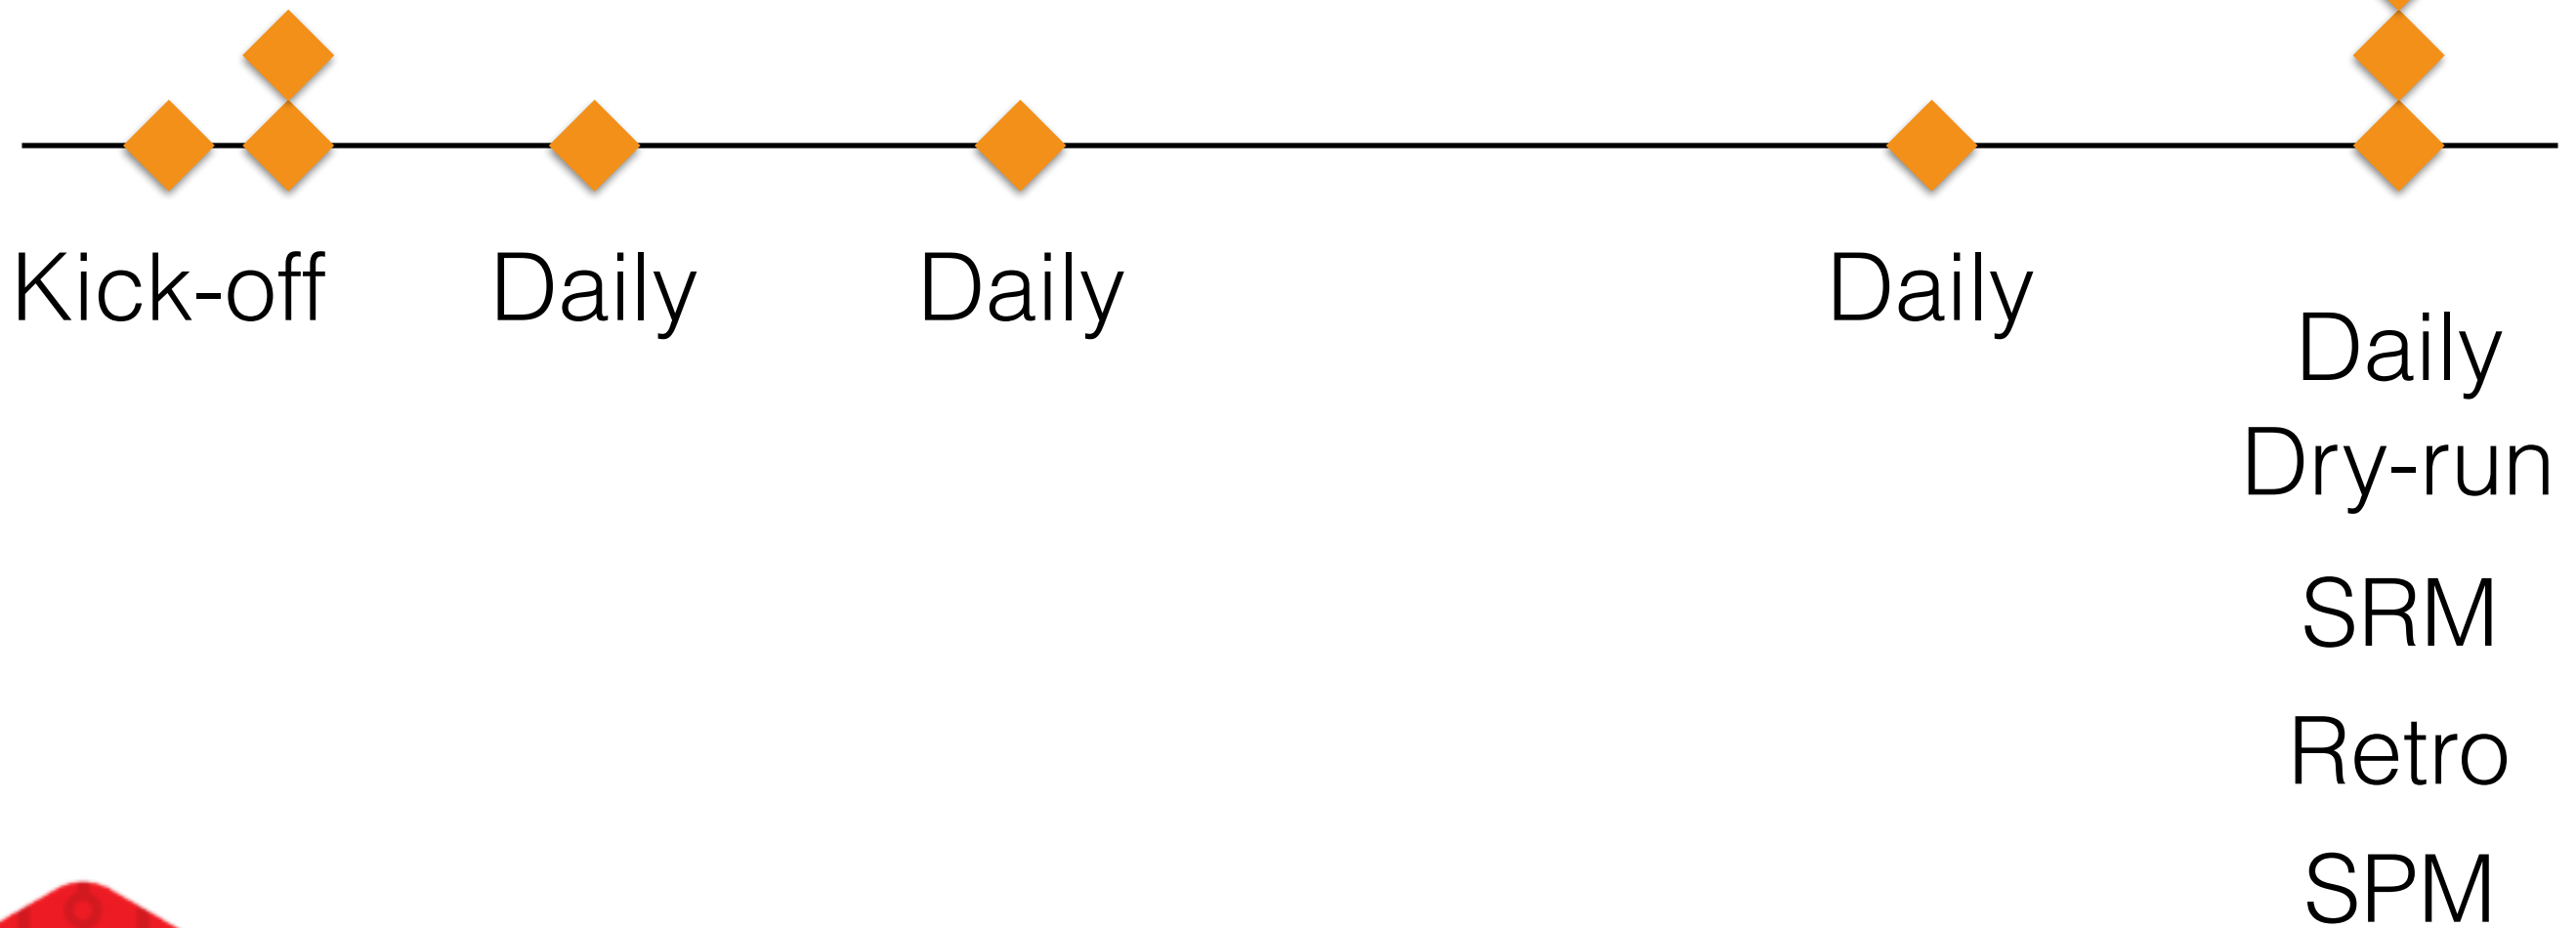 Kick-off
Daily
Daily
Daily
Daily
Dry-run
SRM
Retro
SPM